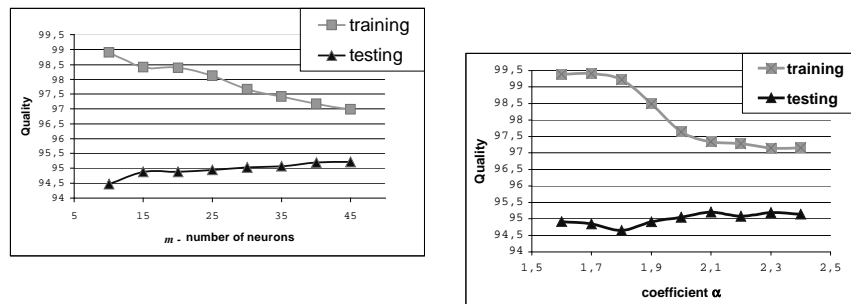 training
testing
99,5
99
98,5
98
97,5
97
96,5
96
95,5
95
94,5
94
5 15 25 35 45
Quality
m - number of neurons
training
testing
99,5
99
98,5
98
97,5
97
96,5
96
95,5
95
94,5
94
1,5 1,7 1,9 2,1 2,3 2,5
Quality
coefficient α